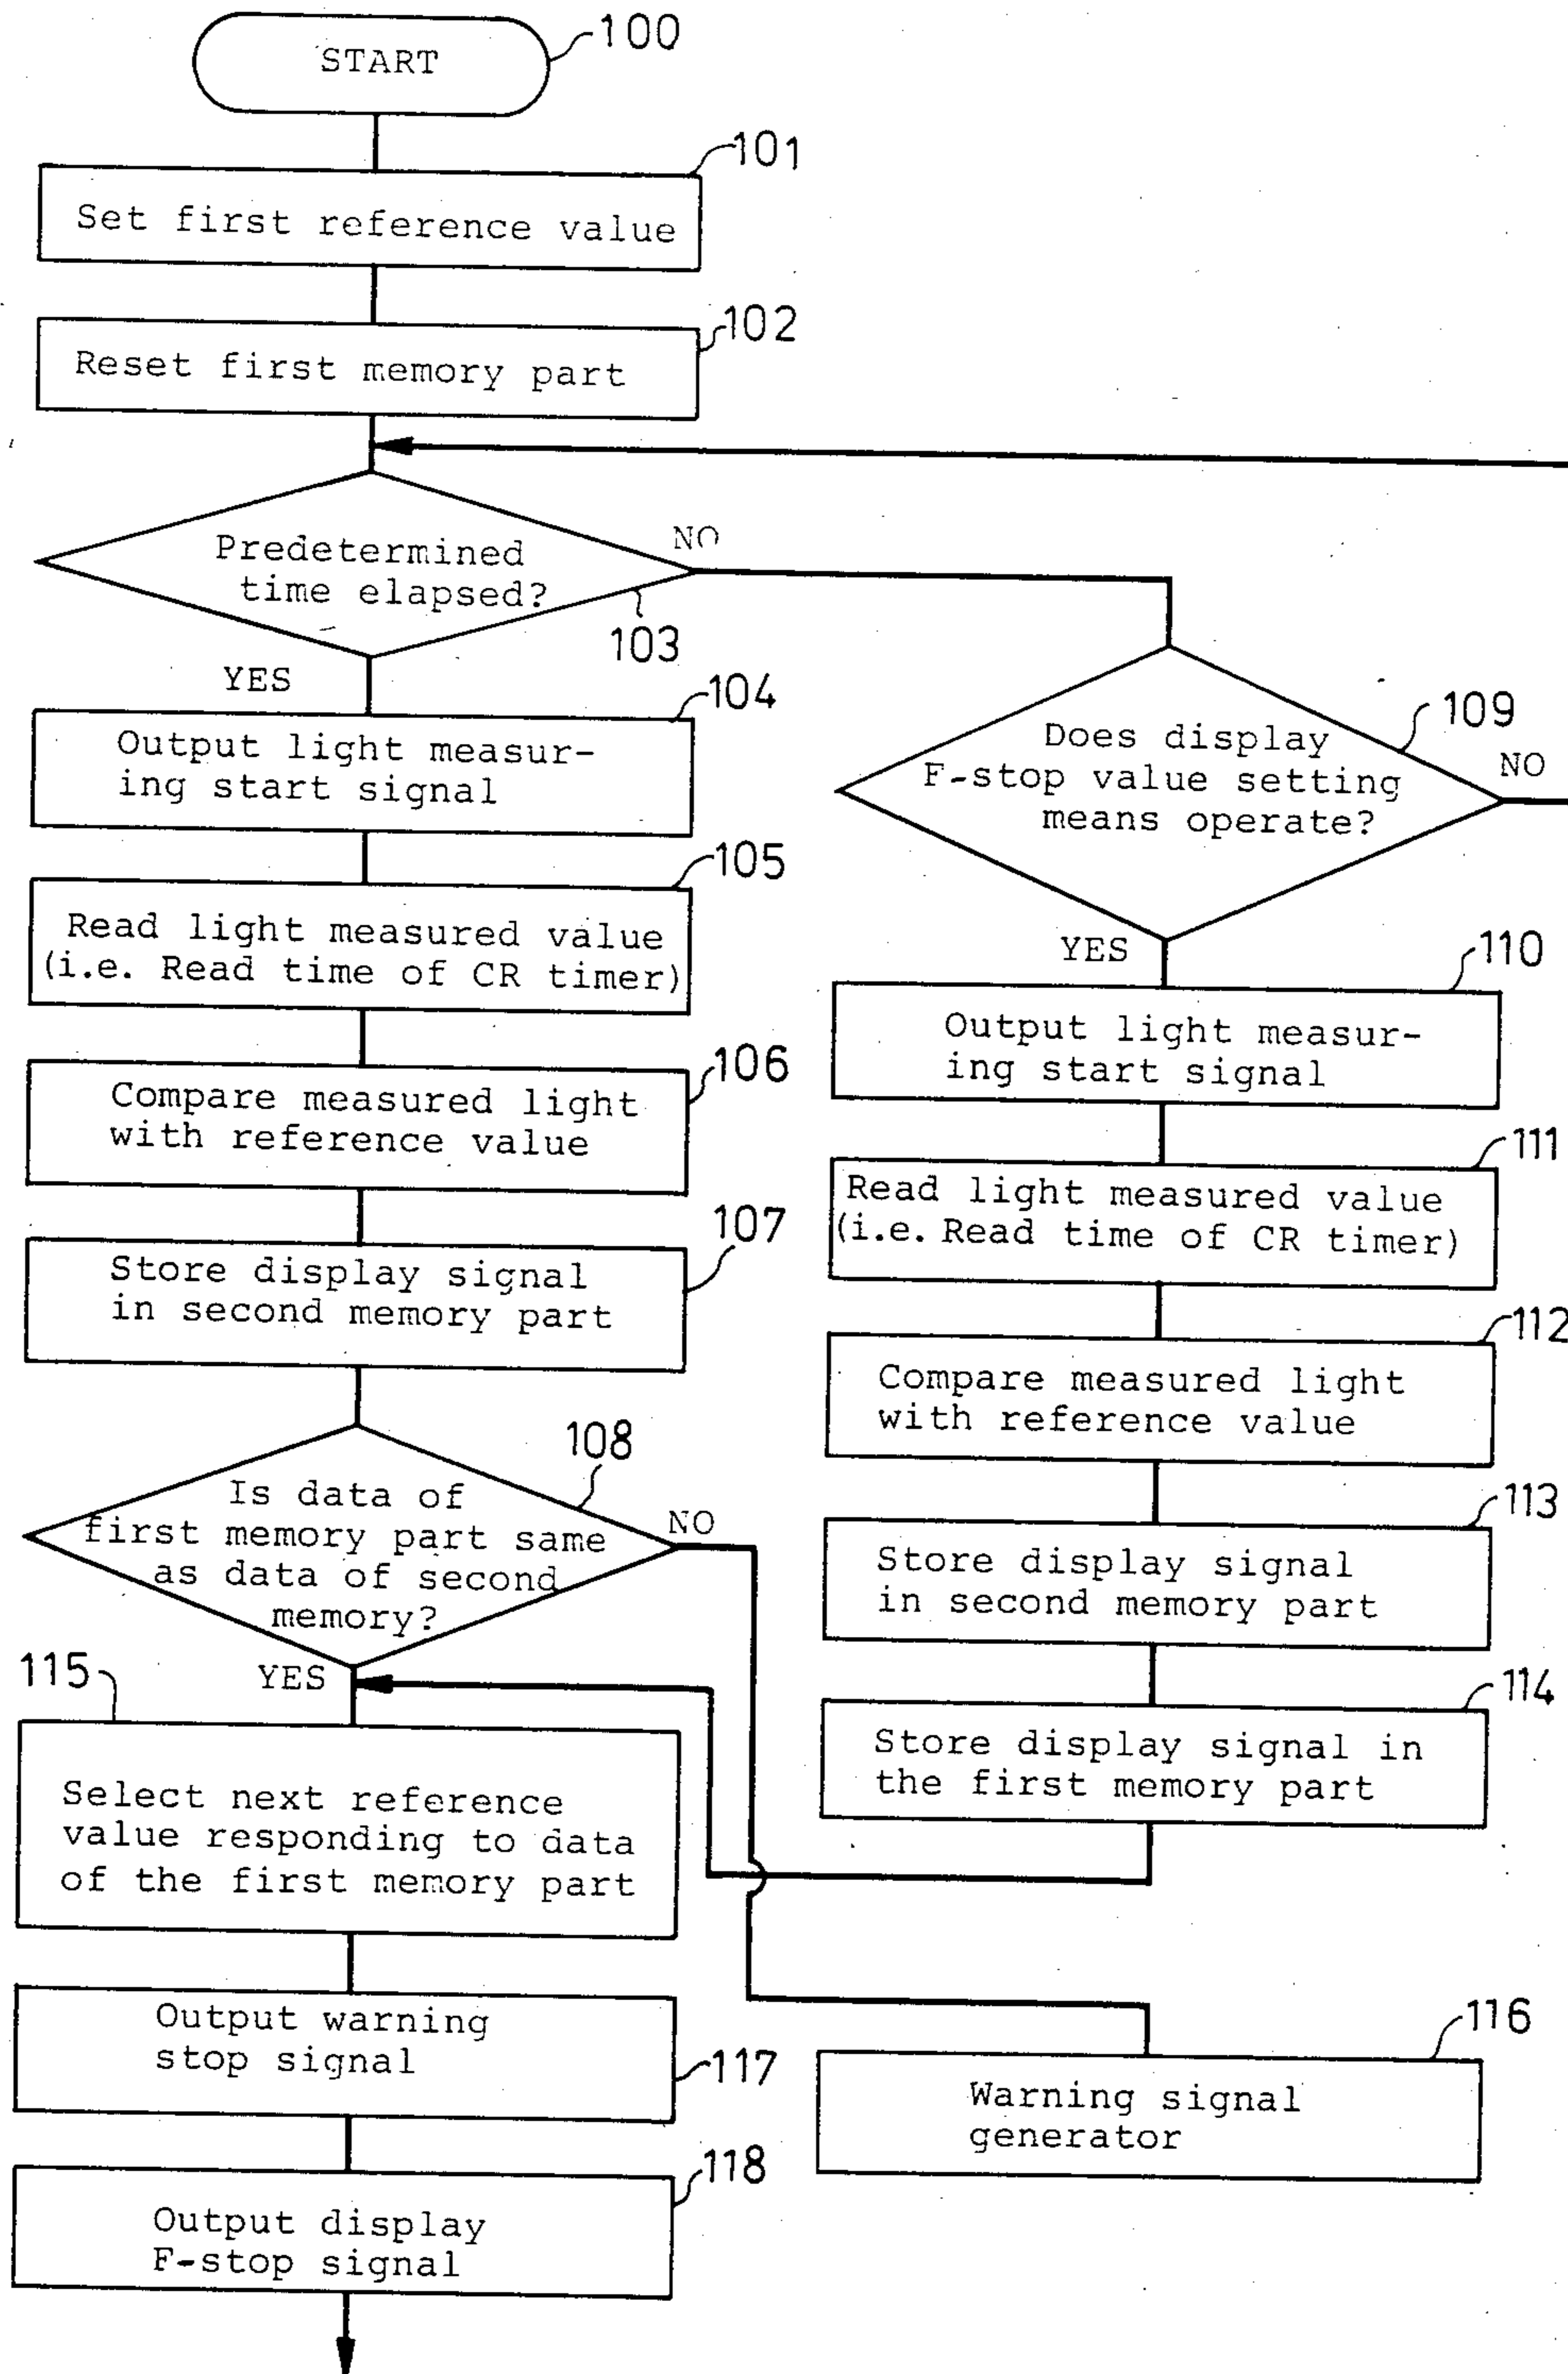 START
100
101
Set first reference value
102
Reset first memory part
Predetermined
time elapsed?
NO
103
YES
104
Output light measur-
ing start signal
105
Read light measured value
(i.e. Read time of CR timer)
106
Compare measured light
with reference value
107
Store display signal
in second memory part
108
Is data of
first memory part same
as data of second
memory?
NO
YES
115
Select next reference
value responding to data
of the first memory part
Output warning
stop signal
117
118
Output display
F-stop signal
109
Does display
F-stop value setting
means operate?
NO
YES
110
Output light measur-
ing start signal
111
Read light measured value
(i.e. Read time of CR timer)
112
Compare measured light
with reference value
113
Store display signal
in second memory part
114
Store display signal in
the first memory part
116
Warning signal
generator